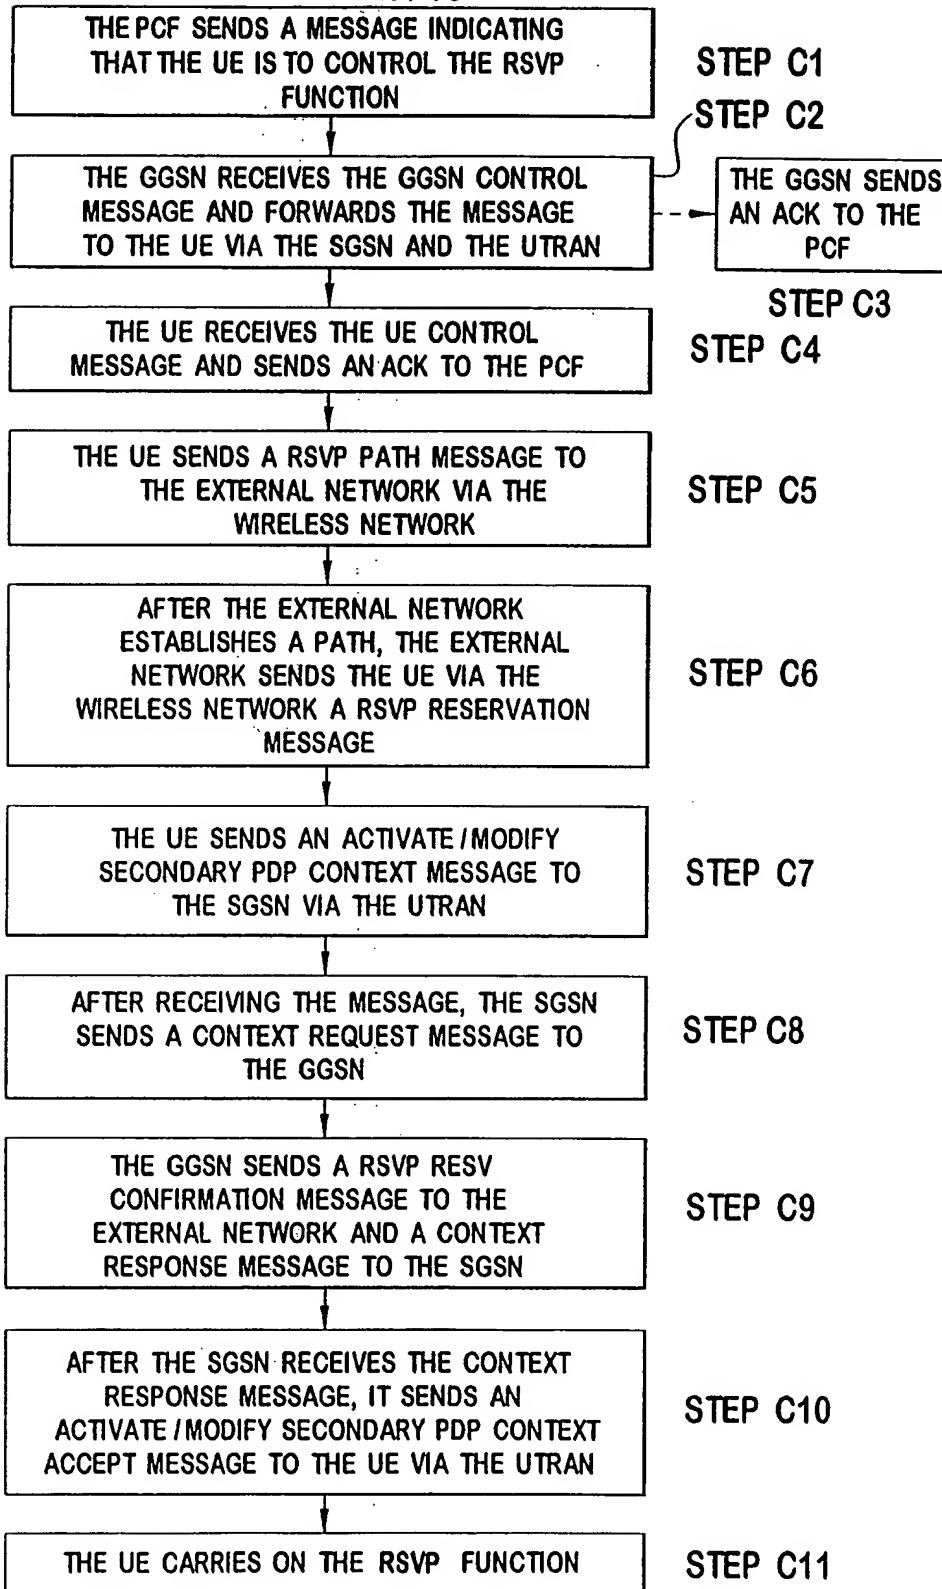 THE PCF SENDS A MESSAGE INDICATING
THAT THE UE IS TO CONTROL THE RSVP
FUNCTION
STEP C1
STEP C2
THE GGSN RECEIVES THE GGSN CONTROL
MESSAGE AND FORWARDS THE MESSAGE
TO THE UE VIA THE SGSN AND THE UTRAN
THE GGSN SENDS
AN ACK TO THE
PCF
STEP C3
THE UE RECEIVES THE UE CONTROL
MESSAGE AND SENDS AN ACK TO THE PCF
STEP C4
THE UE SENDS A RSVP PATH MESSAGE TO
THE EXTERNAL NETWORK VIA THE
WIRELESS NETWORK
STEP C5
AFTER THE EXTERNAL NETWORK
ESTABLISHES A PATH, THE EXTERNAL
NETWORK SENDS THE UE VIA THE
WIRELESS NETWORK A RSVP RESERVATION
MESSAGE
STEP C6
THE UE SENDS AN ACTIVATE/MODIFY
SECONDARY PDP CONTEXT MESSAGE TO
THE SGSN VIA THE UTRAN
STEP C7
AFTER RECEIVING THE MESSAGE, THE SGSN
SENDS A CONTEXT REQUEST MESSAGE TO
THE GGSN
STEP C8
THE GGSN SENDS A RSVP RESV
CONFIRMATION MESSAGE TO THE
EXTERNAL NETWORK AND A CONTEXT
RESPONSE MESSAGE TO THE SGSN
STEP C9
AFTER THE SGSN RECEIVES THE CONTEXT
RESPONSE MESSAGE, IT SENDS AN
ACTIVATE/MODIFY SECONDARY PDP CONTEXT
ACCEPT MESSAGE TO THE UE VIA THE UTRAN
STEP C10
THE UE CARRIES ON THE RSVP FUNCTION
STEP C11